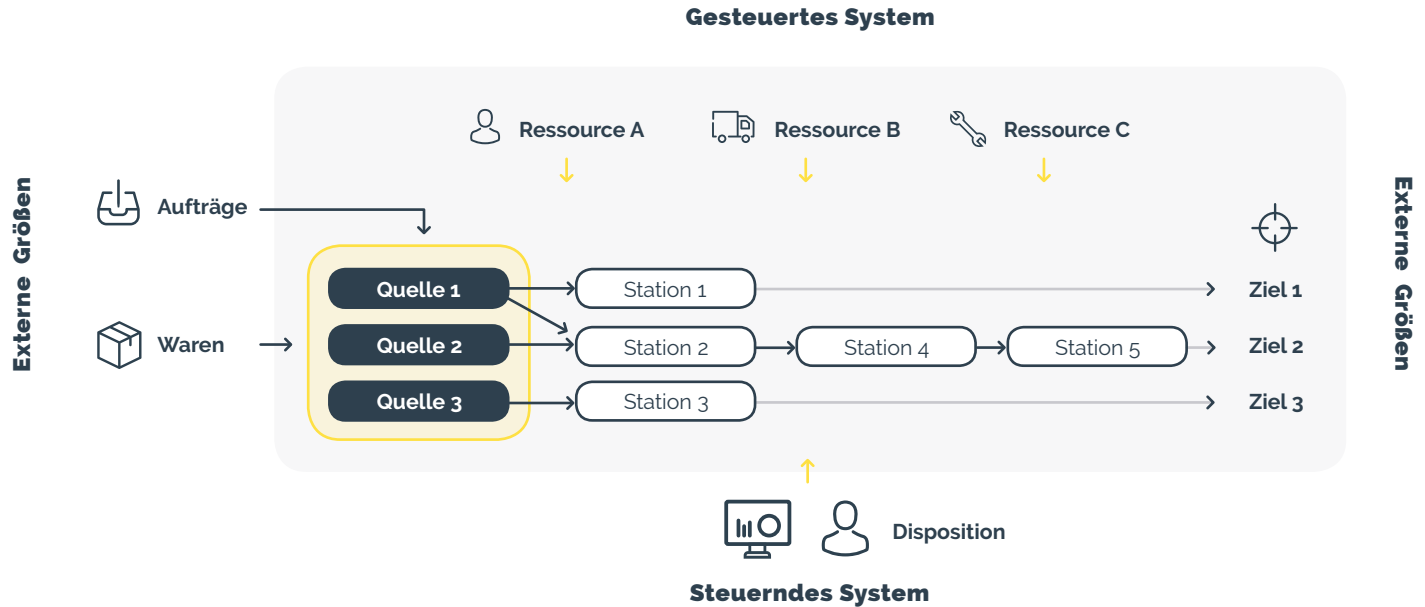 Gesteuertes System
Ressource A
Ressource B
Ressource C
Externe Größen
Aufträge
Waren
Quelle 1
Station 1
Ziel 1
Quelle 2
Station 2
Station 4
Station 5
Ziel 2
Quelle 3
Station 3
Ziel 3
Externe Größen
Disposition
Steuerndes System